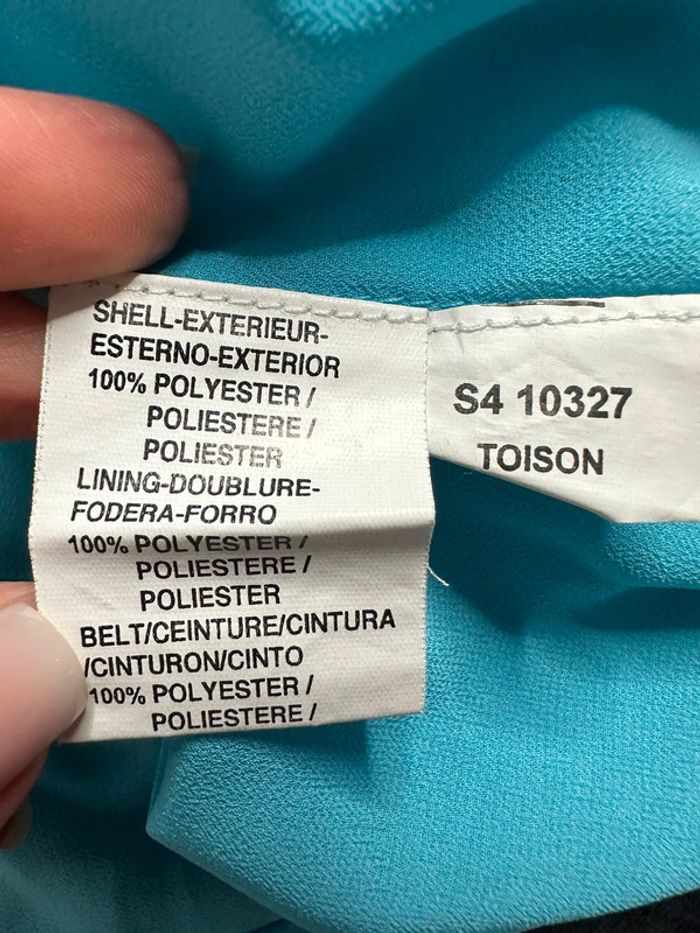 SHELL-EXTERIEUR-
ESTERNO-EXTERIOR
100% POLYESTER /
POLIESTERE /
POLIESTER
LINING-DOUBLURE-
FODERA-FORRO
100% POLYESTER /
POLIESTERE /
POLIESTER
BELT/CEINTURE/CINTURA
/CINTURON/CINTO
100% POLYESTER /
POLIESTERE /
S4 10327
TOISON